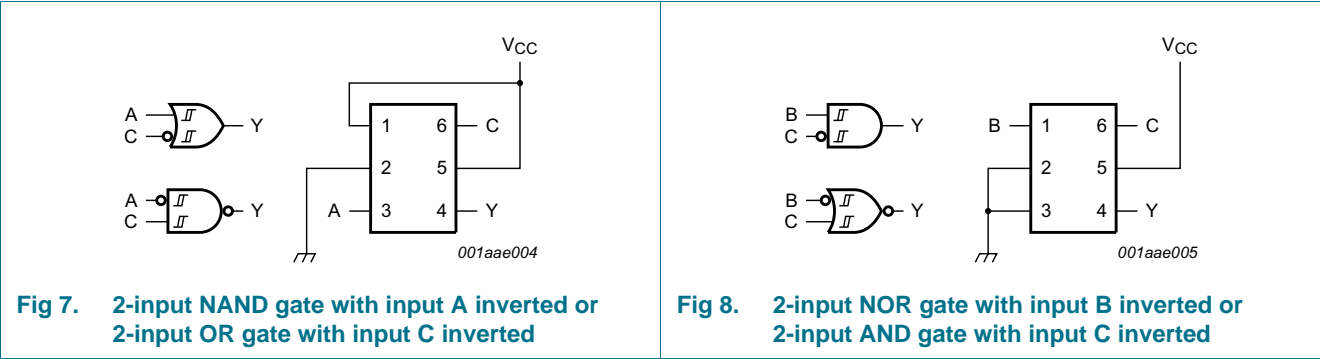 VCC
A
C
Y
1 6 C
2 5
A
C
Y
A 3 4 Y
001aae004
Fig 7. 2-input NAND gate with input A inverted or
2-input OR gate with input C inverted
VCC
B
C
Y
B 1 6 C
2 5
B
C
Y
3 4 Y
001aae005
Fig 8. 2-input NOR gate with input B inverted or
2-input AND gate with input C inverted